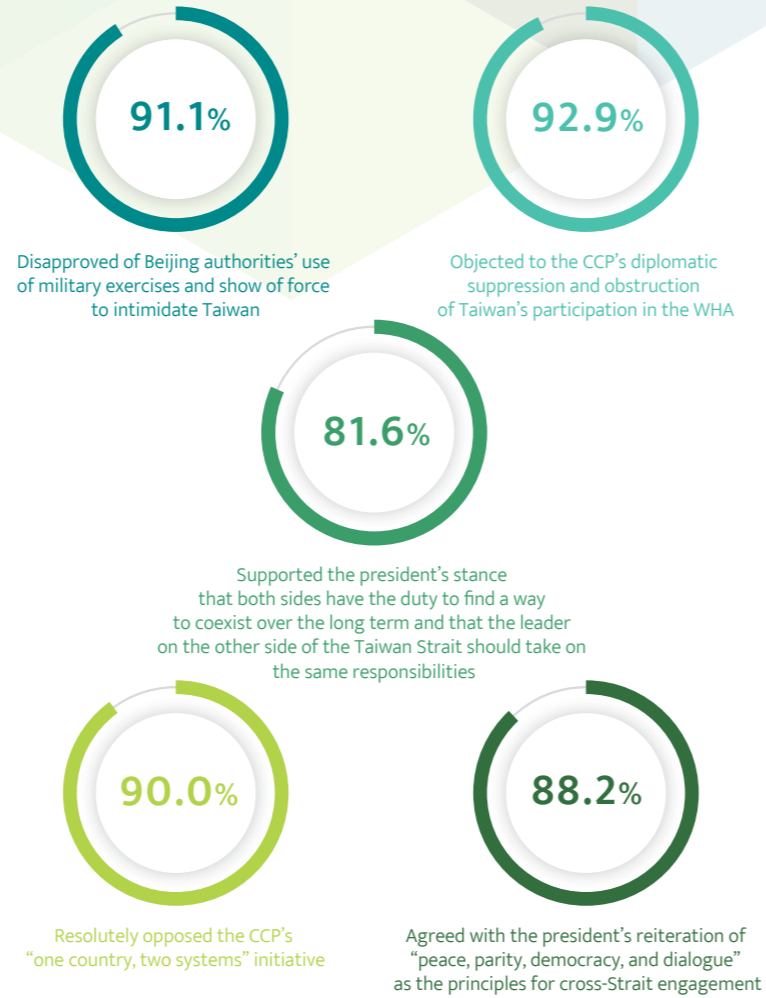 91.1%
Disapproved of Beijing authorities’ use
of military exercises and show of force
to intimidate Taiwan
92.9%
Objected to the CCP’s diplomatic
suppression and obstruction
of Taiwan’s participation in the WHA
81.6%
Supported the president’s stance
that both sides have the duty to find a way
to coexist over the long term and that the leader
on the other side of the Taiwan Strait should take on
the same responsibilities
90.0%
Resolutely opposed the CCP’s
“one country, two systems” initiative
88.2%
Agreed with the president’s reiteration of
“peace, parity, democracy, and dialogue”
as the principles for cross-Strait engagement